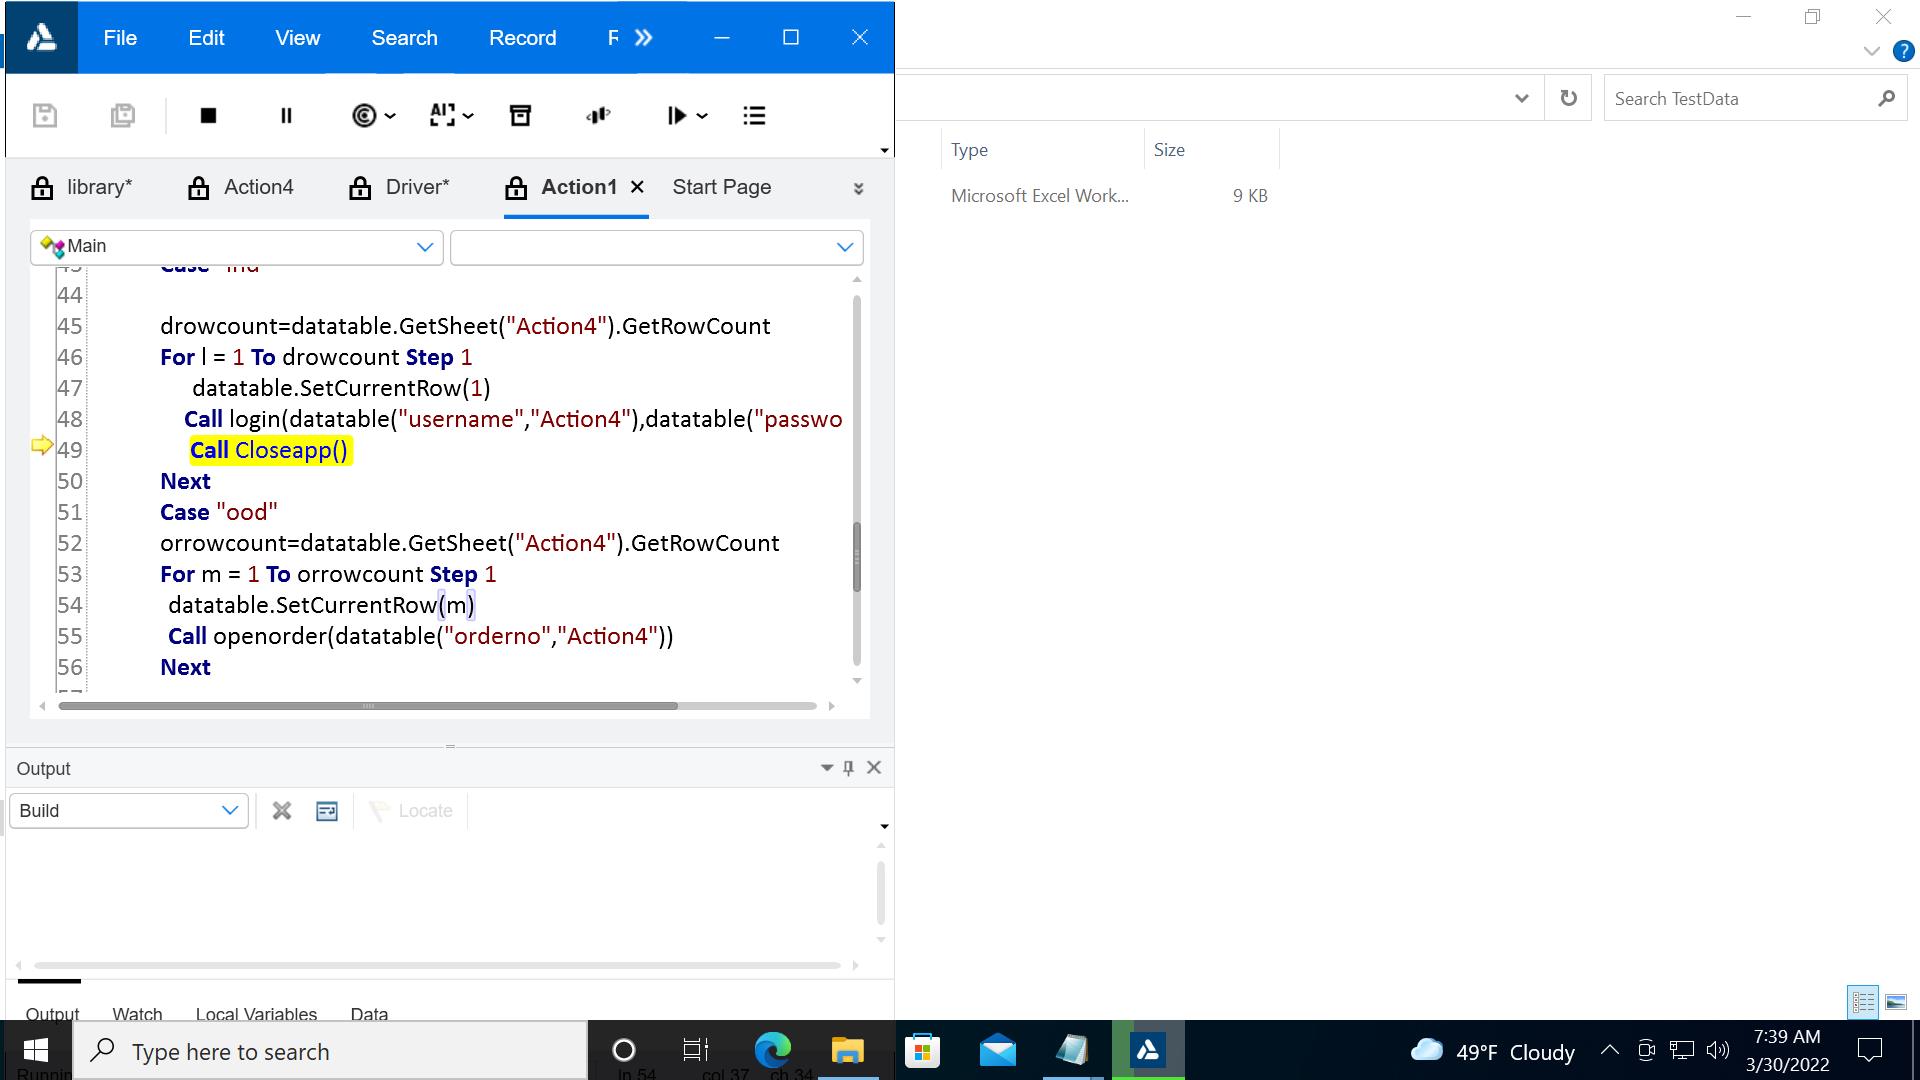 File Edit View Search Record
library* Action4 Driver* Action1 Start Page
Main
44
45 drowcount=datatable.GetSheet("Action4").GetRowCount
46 For l = 1 To drowcount Step 1
47 datatable.SetCurrentRow(1)
48 Call login(datatable("username","Action4"),datatable("passwo
49 Call Closeapp()
50 Next
51 Case "ood"
52 orrowcount=datatable.GetSheet("Action4").GetRowCount
53 For m = 1 To orrowcount Step 1
54 datatable.SetCurrentRow(m)
55 Call openorder(datatable("orderno","Action4"))
56 Next
Output
Build
Locate
Output Watch Local Variables Data
Search TestData
Type Size
Microsoft Excel Work... 9 KB
Type here to search
ln 54 col 37 ch 34
49°F Cloudy
7:39 AM
3/30/2022